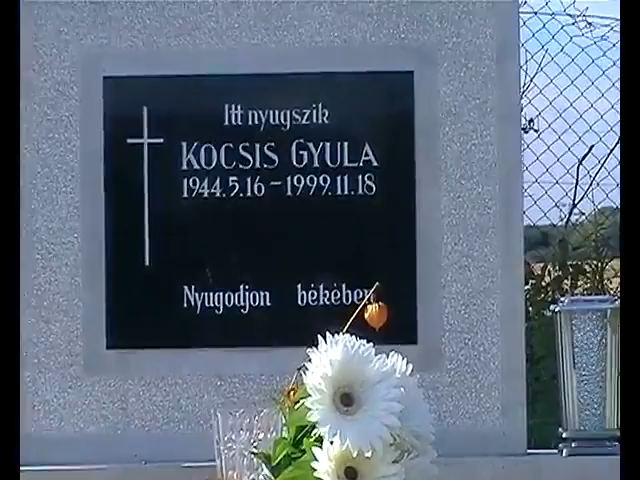 Itt nyugszik
KOCSIS GYULA
1944.5.16 - 1999.11.18
Nyugodjon békében